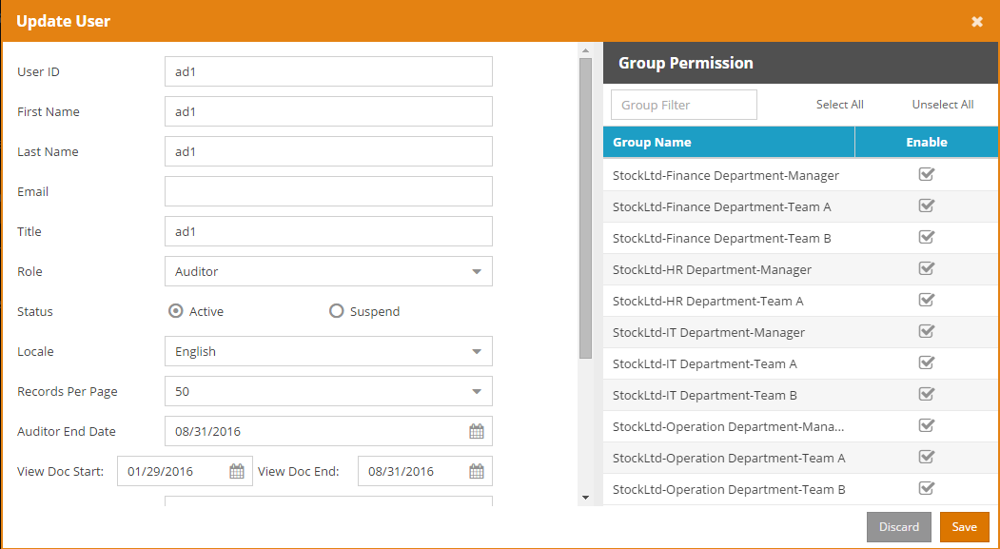 Update User
User ID ad1
First Name ad1
Last Name ad1
Email
Title ad1
Role Auditor
Status Active Suspend
Locale English
Records Per Page 50
Auditor End Date 08/31/2016
View Doc Start: 01/29/2016 View Doc End: 08/31/2016
Group Permission
Group Filter Select All Unselect All
Group Name Enable
StockLtd-Finance Department-Manager
StockLtd-Finance Department-Team A
StockLtd-Finance Department-Team B
StockLtd-HR Department-Manager
StockLtd-HR Department-Team A
StockLtd-IT Department-Manager
StockLtd-IT Department-Team A
StockLtd-IT Department-Team B
StockLtd-Operation Department-Mana...
StockLtd-Operation Department-Team A
StockLtd-Operation Department-Team B
Discard Save